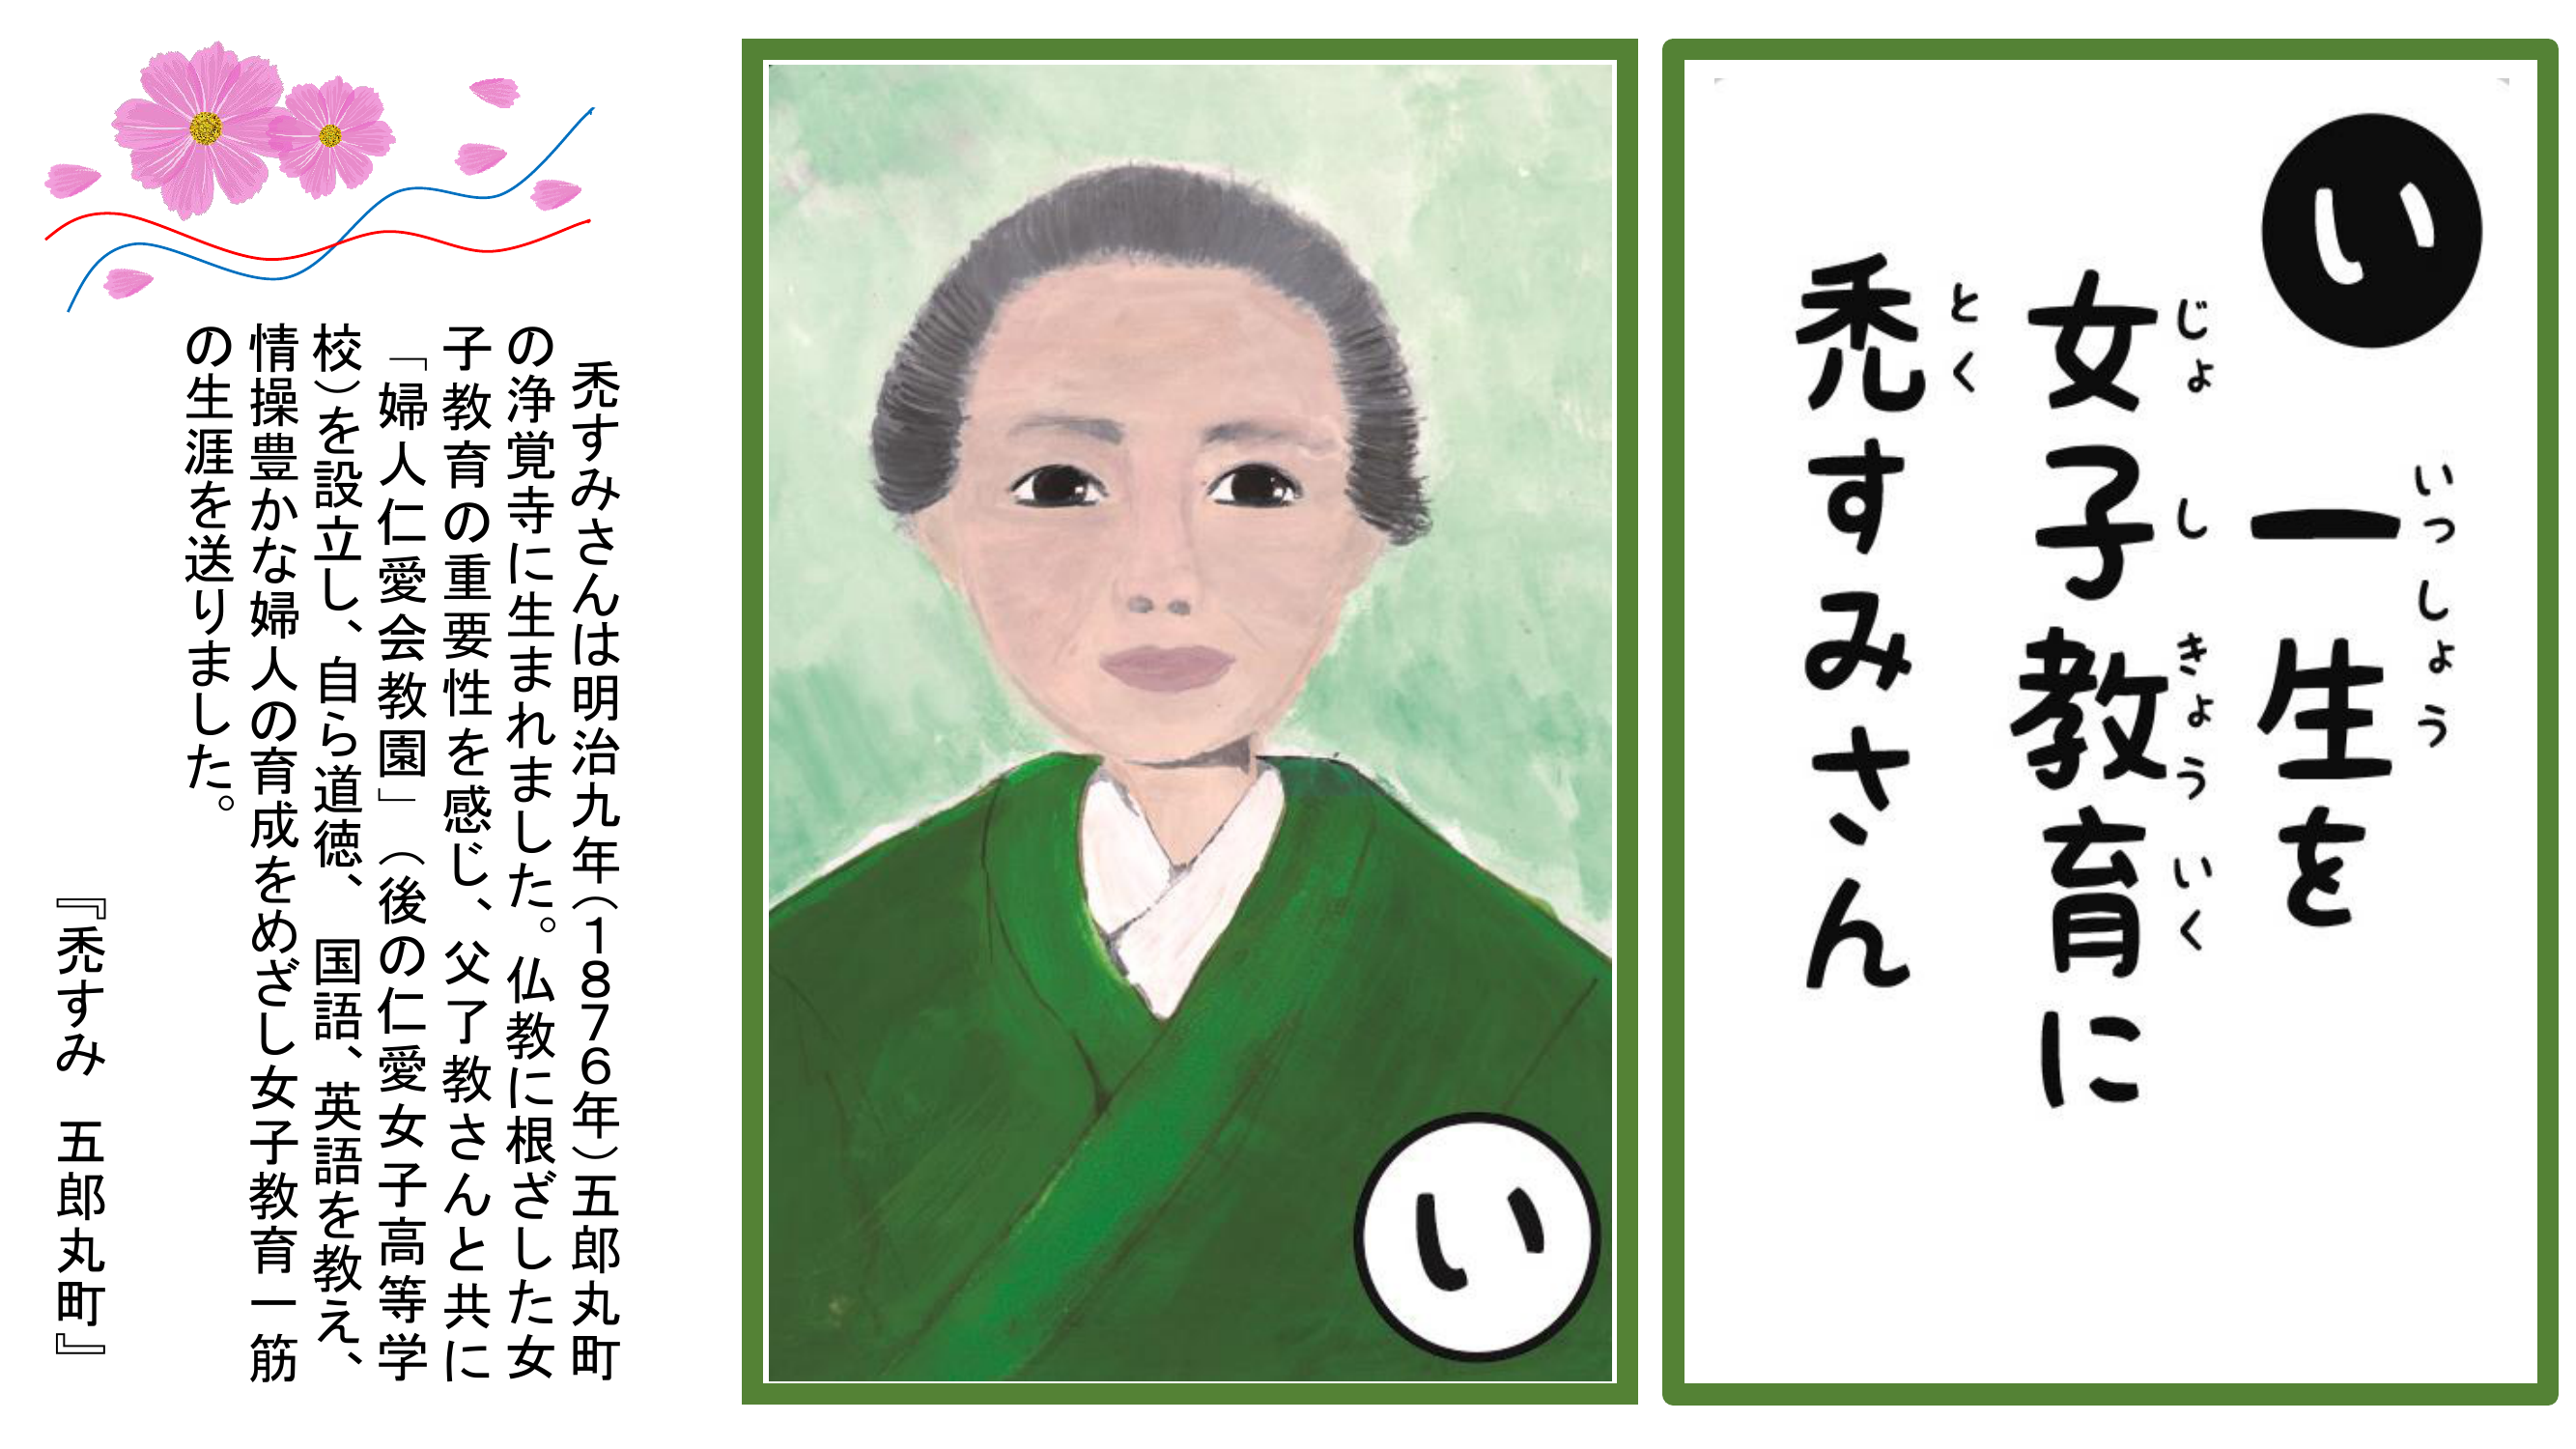 い
一生を
いっしょう
女子教育に
じょしきょういく
禿すみさん
とく
い
禿すみさんは明治九年(1876年)五郎丸町
の浄覚寺に生まれました。仏教に根ざした女
子教育の重要性を感じ、父了教さんと共に
「婦人仁愛会教園」(後の仁愛女子高等学
校)を設立し、自ら道徳、国語、英語を教え、
情操豊かな婦人の育成をめざし女子教育一筋
の生涯を送りました。
『禿すみ 五郎丸町』